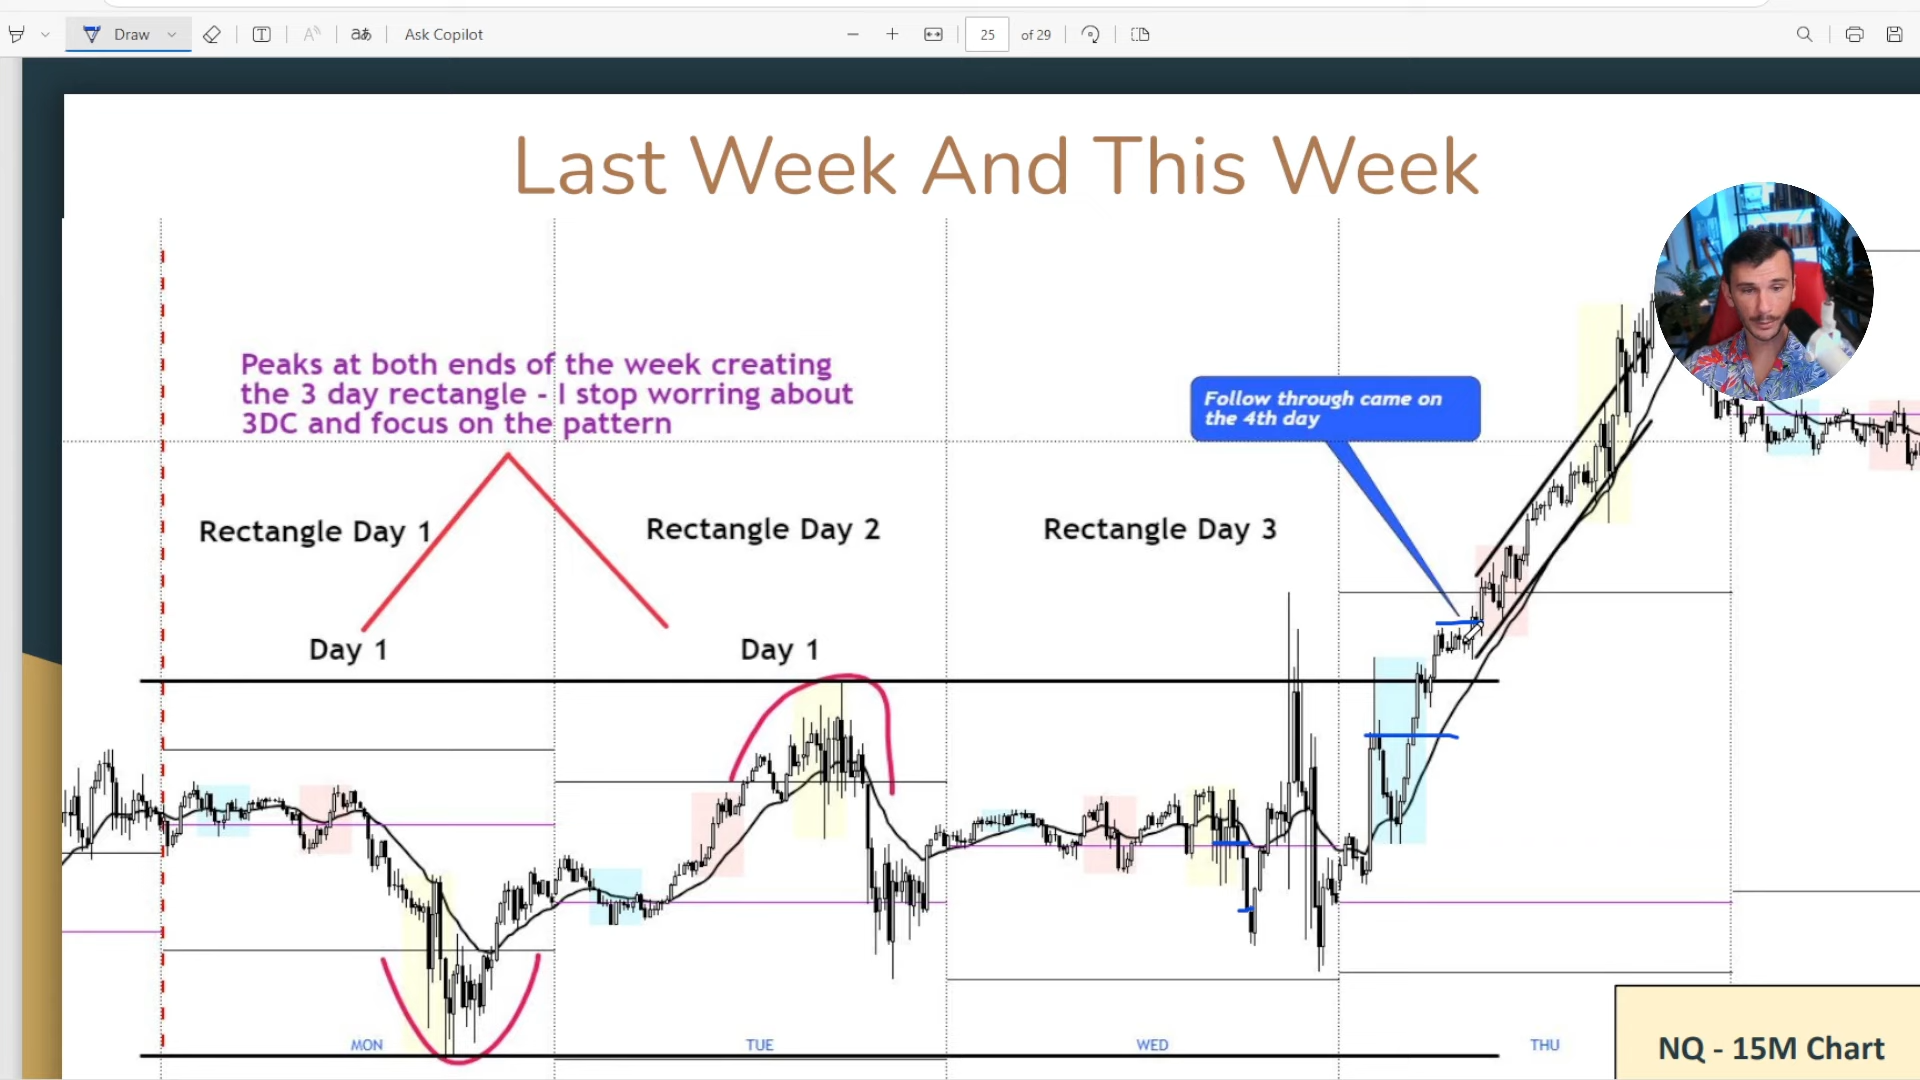 Draw
Ask Copilot
25
of 29
Last Week And This Week
Peaks at both ends of the week creating
the 3 day rectangle - I stop worring about
3DC and focus on the pattern
Follow through came on
the 4th day
Rectangle Day 1
Rectangle Day 2
Rectangle Day 3
Day 1
Day 1
MON
TUE
WED
THU
NQ - 15M Chart